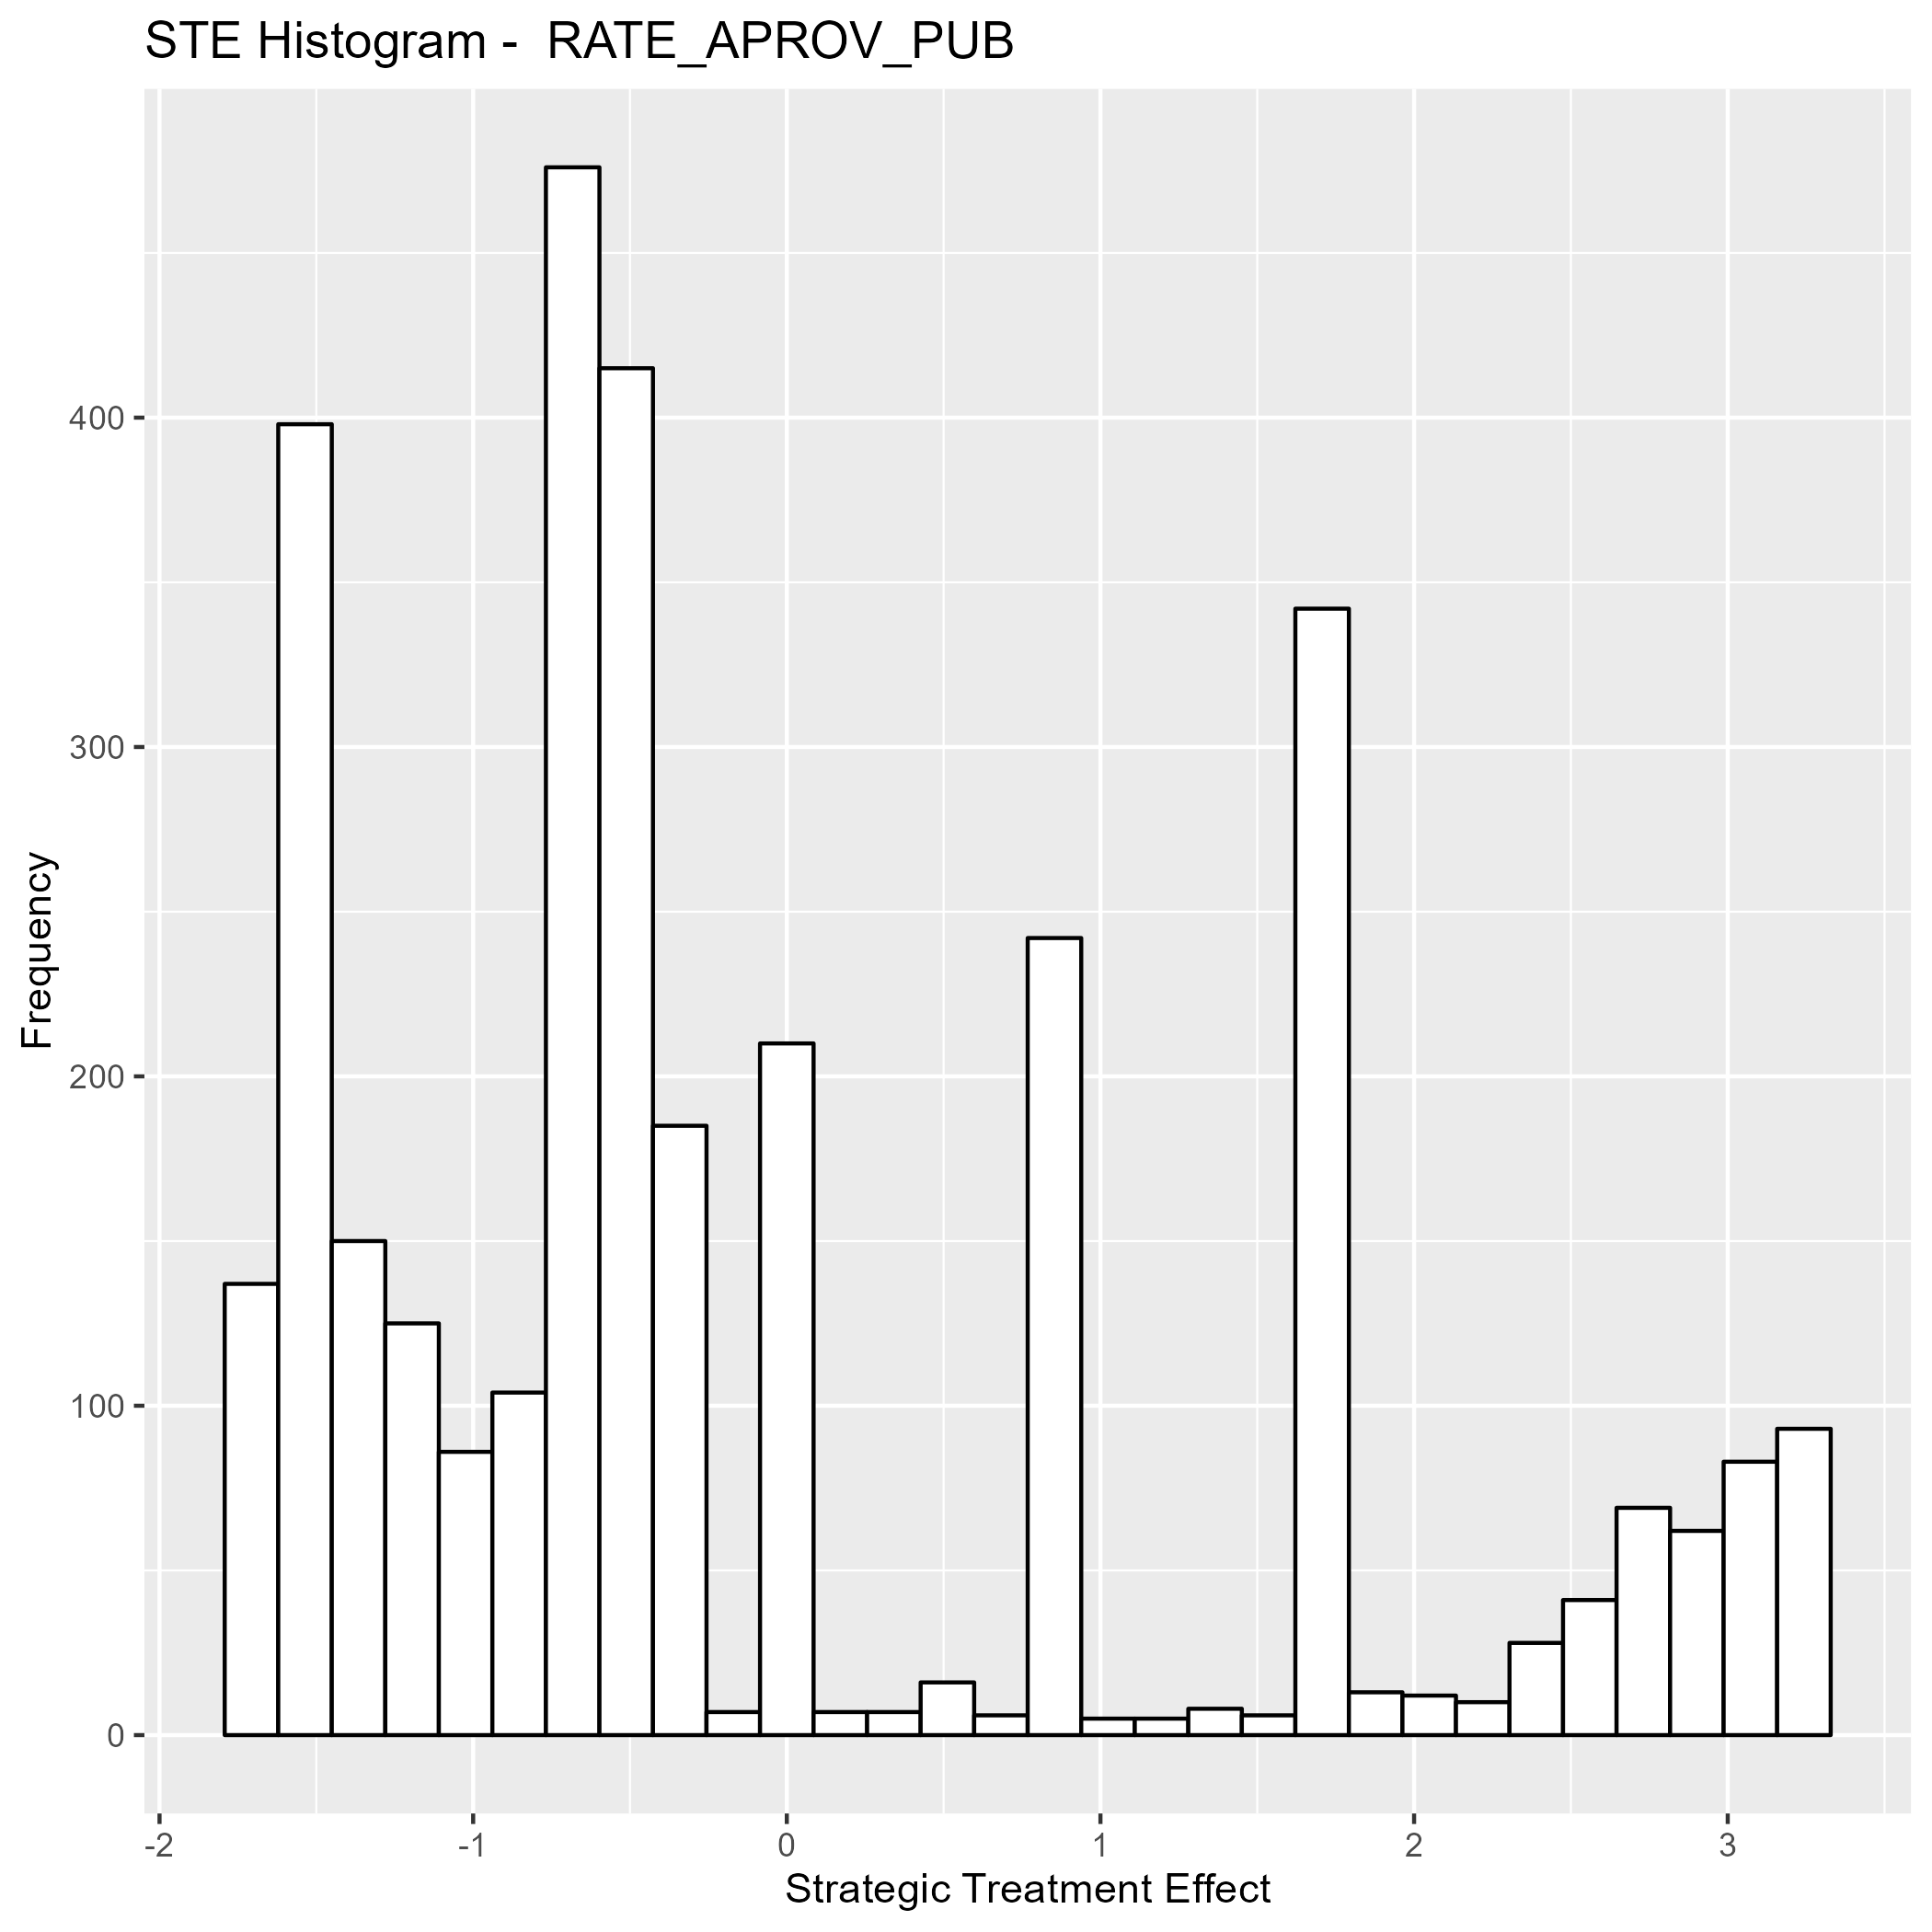 STE Histogram -  RATE_APROV_PUB
Frequency
400
300
200
100
0
-2 -1 0 1 2 3
Strategic Treatment Effect